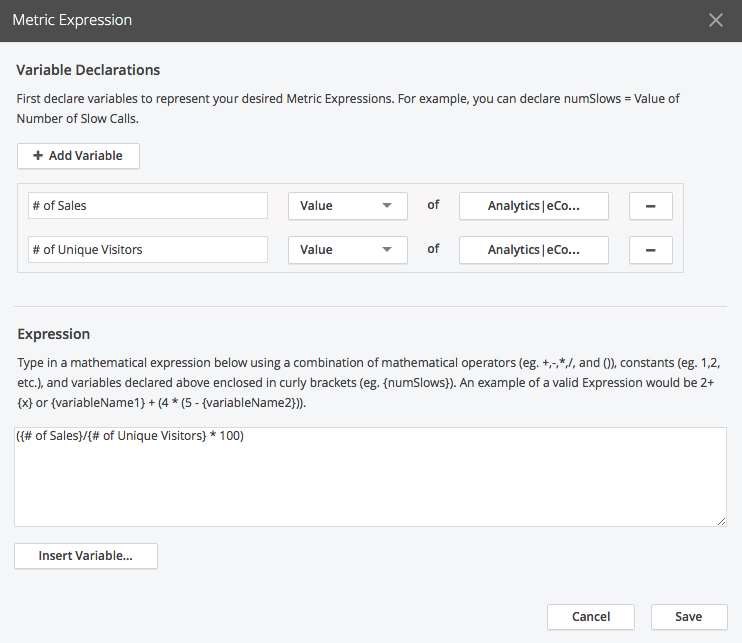 Metric Expression
Variable Declarations
First declare variables to represent your desired Metric Expressions. For example, you can declare numSlows = Value of
Number of Slow Calls.
+ Add Variable
# of Sales Value of Analytics|eCo...
# of Unique Visitors Value of Analytics|eCo...
Expression
Type in a mathematical expression below using a combination of mathematical operators (eg. +,-,*,/, and ()), constants (eg. 1,2,
etc.), and variables declared above enclosed in curly brackets (eg. {numSlows}). An example of a valid Expression would be 2+
{x} or {variableName1} + (4 * (5 - {variableName2})).
({# of Sales}/{# of Unique Visitors} * 100)
Insert Variable...
Cancel Save